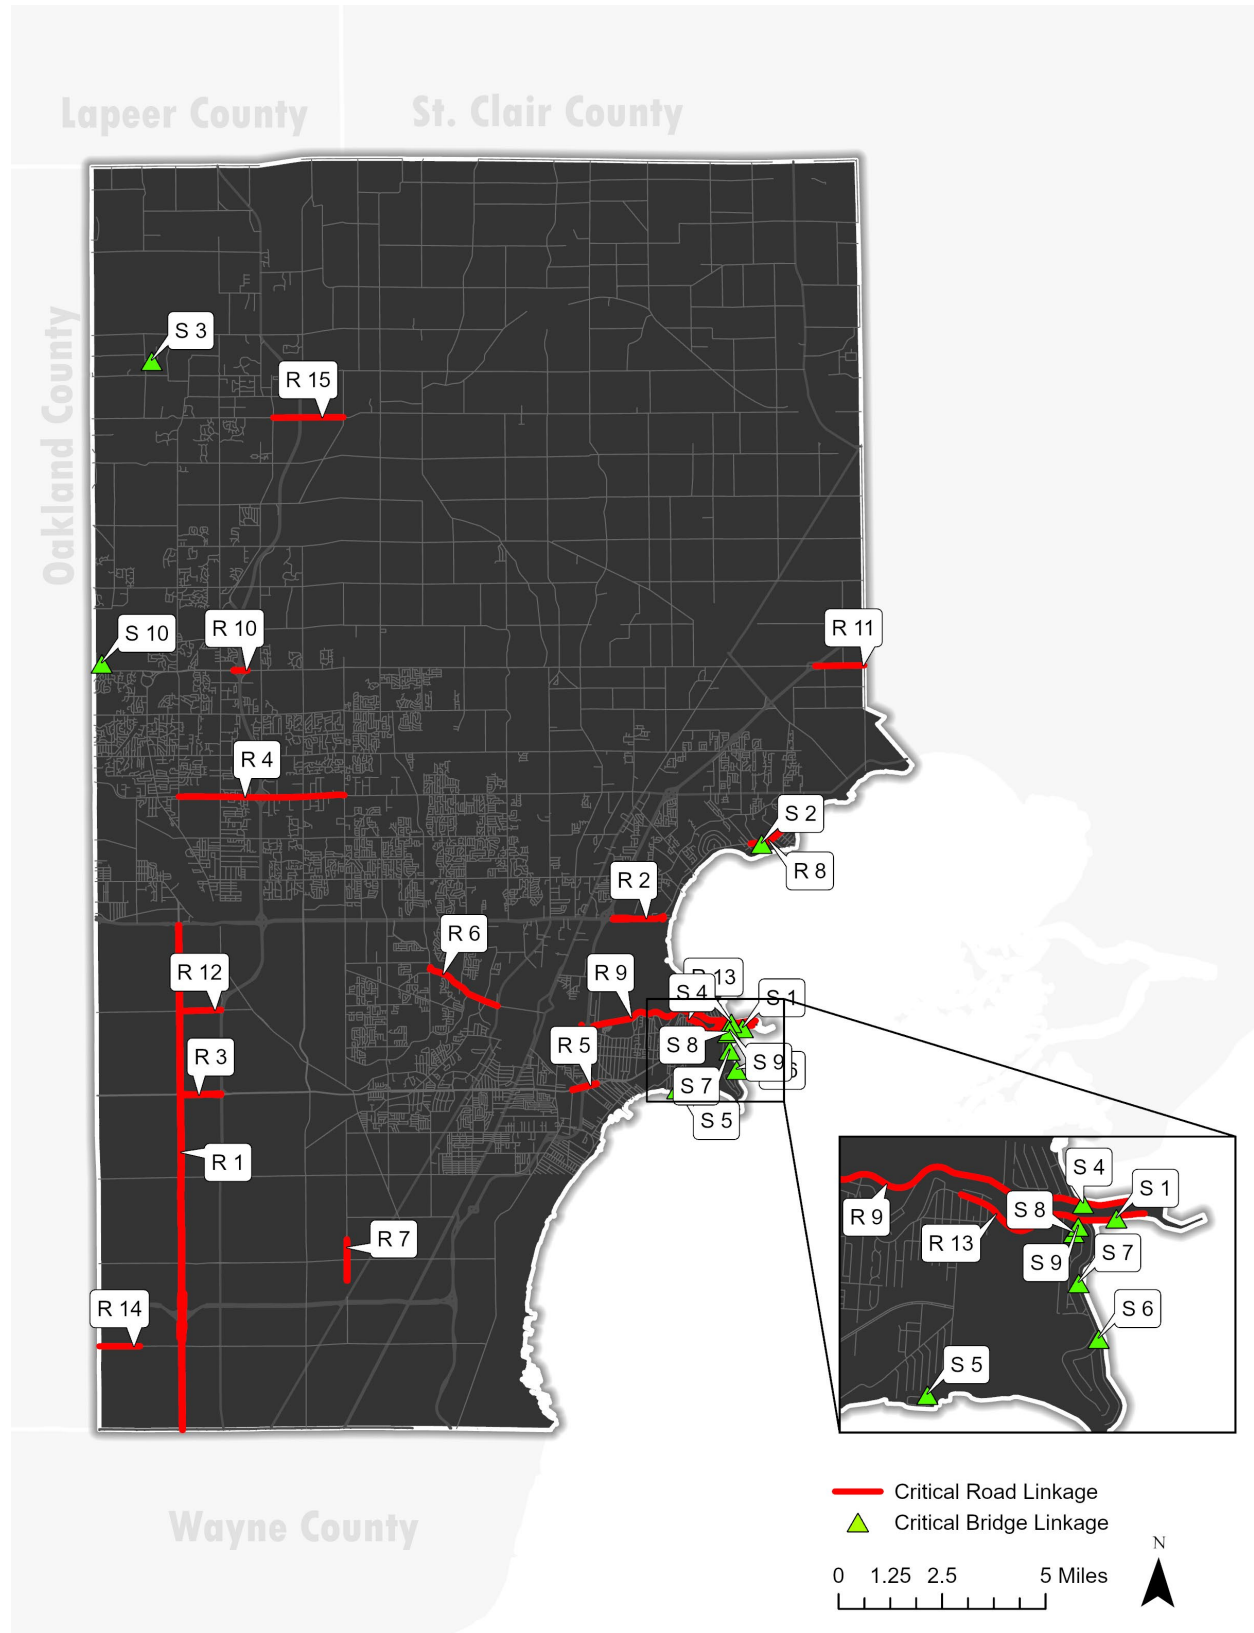 Lapeer County
St. Clair County
Oakland County
S 3
R 15
S 10
R 10
R 11
R 4
S 2
R 8
R 2
R 6
R 12
R 9
R 13
S 4
S 1
R 5
S 8
S 9
6
R 3
S 7
S 5
R 1
R 7
R 14
S 4
S 1
R 9
S 8
R 13
S 9
S 7
S 6
S 5
Wayne County
Critical Road Linkage
Critical Bridge Linkage
N
0 1.25 2.5 5 Miles